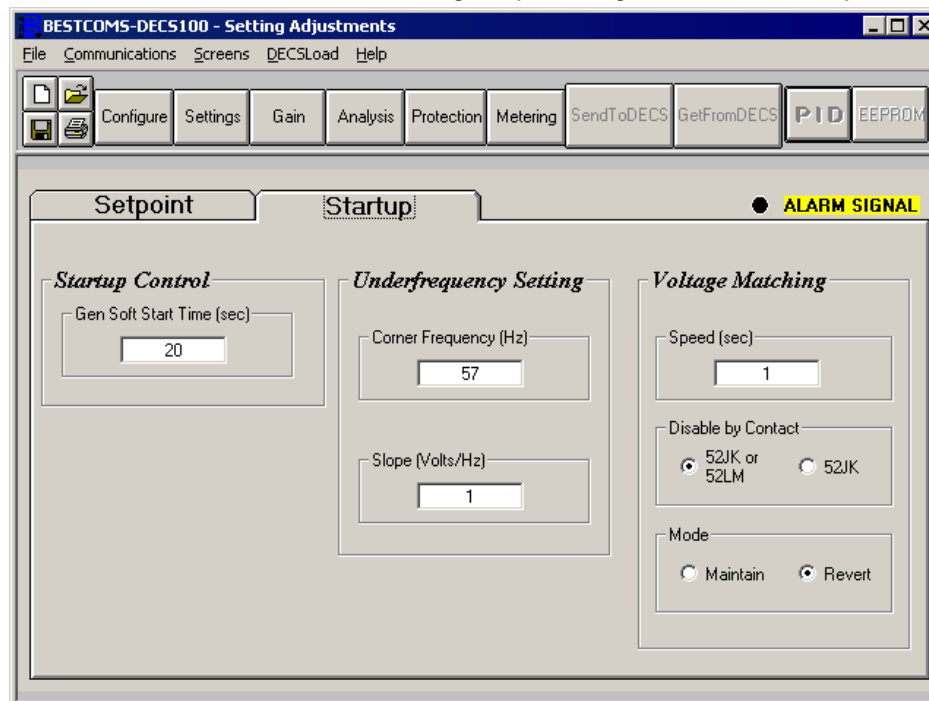 BESTCOMS-DECS100 - Setting Adjustments
File Communications Screens DECSLoad Help
Configure Settings Gain Analysis Protection Metering SendToDECS GetFromDECS PID EEPROM
Setpoint Startup ALARM SIGNAL
Startup Control
Gen Soft Start Time (sec)
20
Underfrequency Setting
Corner Frequency (Hz)
57
Slope (Volts/Hz)
1
Voltage Matching
Speed (sec)
1
Disable by Contact
52JK or
52LM
52JK
Mode
Maintain Revert